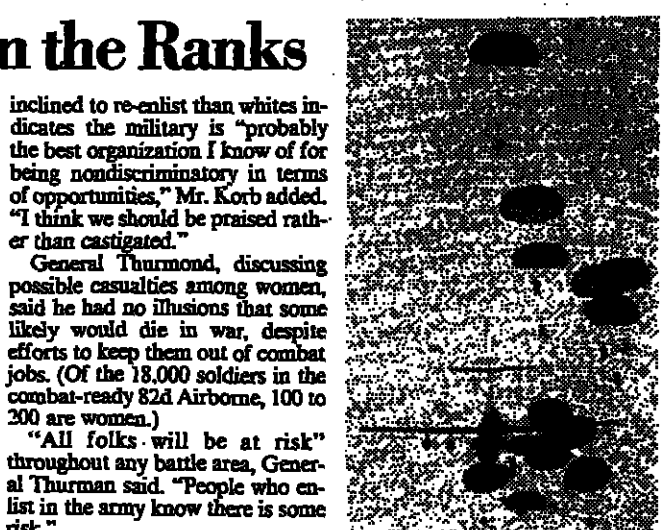 n the Ranks
inclined to re-enlist than whites in-
dicates the military is "probably
the best organization I know of for
being nondiscriminatory in terms
of opportunities," Mr. Korb added.
"I think we should be praised rath-
er than castigated."
General Thurmond, discussing
possible casualties among women,
said he had no illusions that some
likely would die in war, despite
efforts to keep them out of combat
jobs. (Of the 18,000 soldiers in the
combat-ready 82d Airborne, 100 to
200 are women.)
"All folks will be at risk"
throughout any battle area, Gener-
al Thurman said. "People who en-
list in the army know there is some
risk."